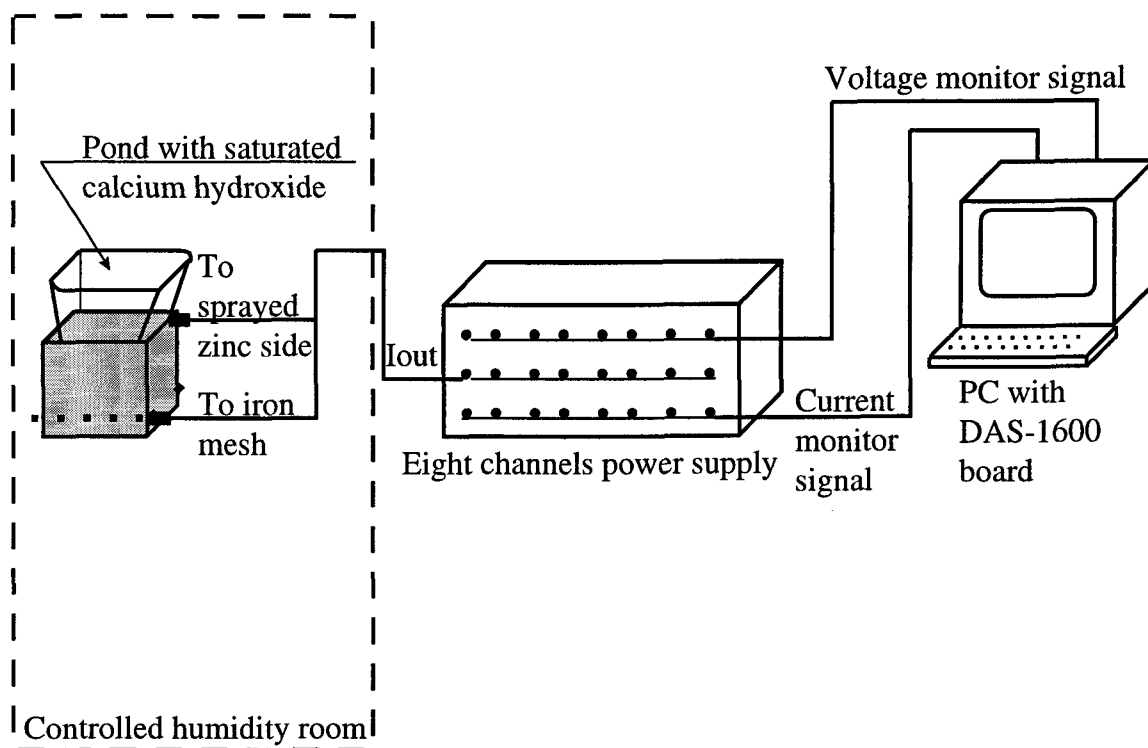 Voltage monitor signal
Pond with saturated
calcium hydroxide
To
sprayed
zinc side
To iron
mesh
Iout
Eight channels power supply
Current
monitor
signal
PC with
DAS-1600
board
Controlled humidity room